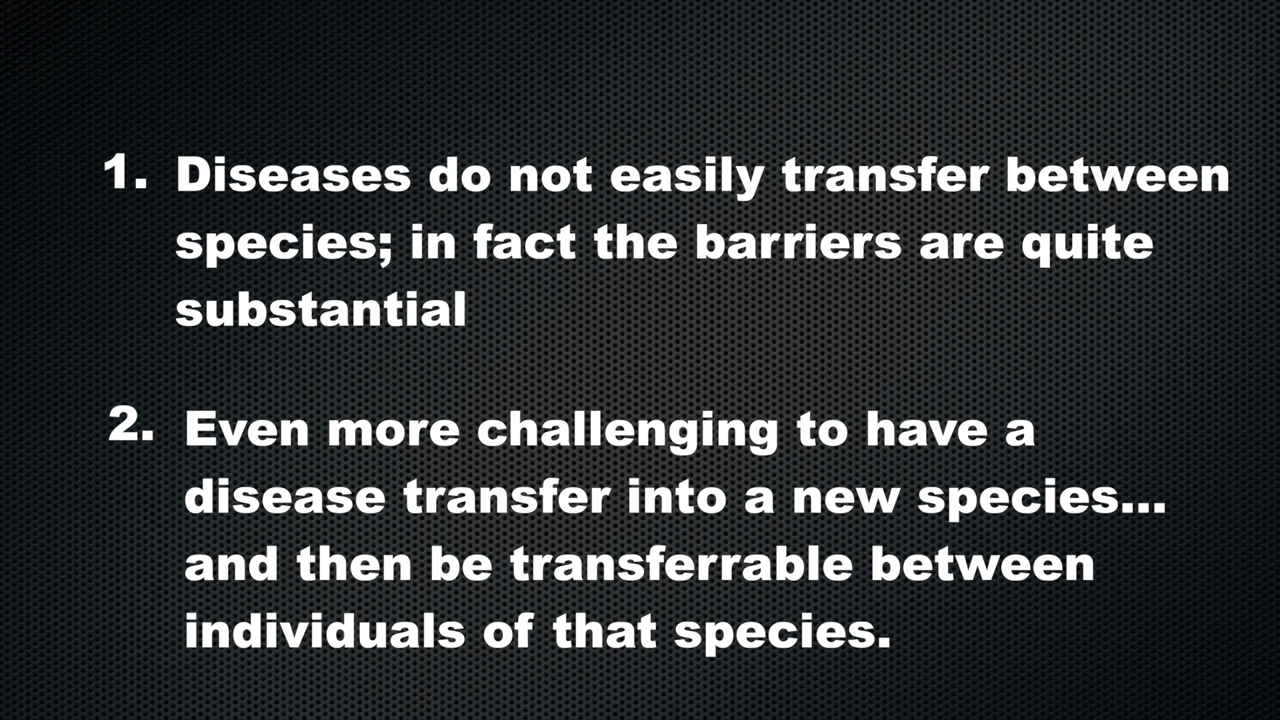 1. Diseases do not easily transfer between
species; in fact the barriers are quite
substantial
2. Even more challenging to have a
disease transfer into a new species...
and then be transferrable between
individuals of that species.